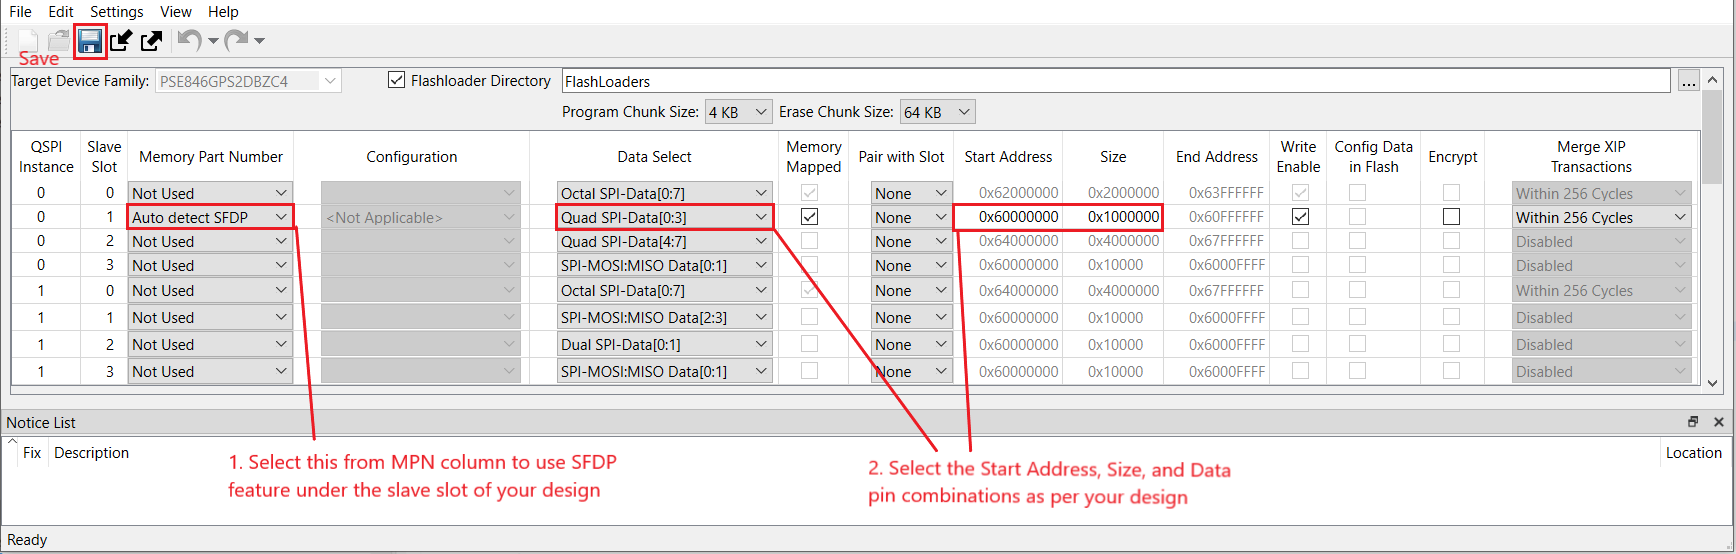 File Edit Settings View Help
Save
Target Device Family: PSE846GPS2DBZC4 Flashloader Directory FlashLoaders ...
Program Chunk Size: 4 KB Erase Chunk Size: 64 KB
QSPI Instance Slave Slot Memory Part Number Configuration Data Select Memory Mapped Pair with Slot Start Address Size End Address Write Enable Config Data in Flash Encrypt Merge XIP Transactions
0 0 Not Used Octal SPI-Data[0:7] None 0x62000000 0x2000000 0x63FFFFFF Within 256 Cycles
0 1 Auto detect SFDP <Not Applicable> Quad SPI-Data[0:3] None 0x60000000 0x1000000 0x60FFFFFF Within 256 Cycles
0 2 Not Used Quad SPI-Data[4:7] None 0x64000000 0x4000000 0x67FFFFFF Disabled
0 3 Not Used SPI-MOSI:MISO Data[0:1] None 0x60000000 0x10000 0x6000FFFF Disabled
1 0 Not Used Octal SPI-Data[0:7] None 0x64000000 0x4000000 0x67FFFFFF Within 256 Cycles
1 1 Not Used SPI-MOSI:MISO Data[2:3] None 0x60000000 0x10000 0x6000FFFF Disabled
1 2 Not Used Dual SPI-Data[0:1] None 0x60000000 0x10000 0x6000FFFF Disabled
1 3 Not Used SPI-MOSI:MISO Data[0:1] None 0x60000000 0x10000 0x6000FFFF Disabled
Notice List
Fix Description Location
1. Select this from MPN column to use SFDP
feature under the slave slot of your design
2. Select the Start Address, Size, and Data
pin combinations as per your design
Ready